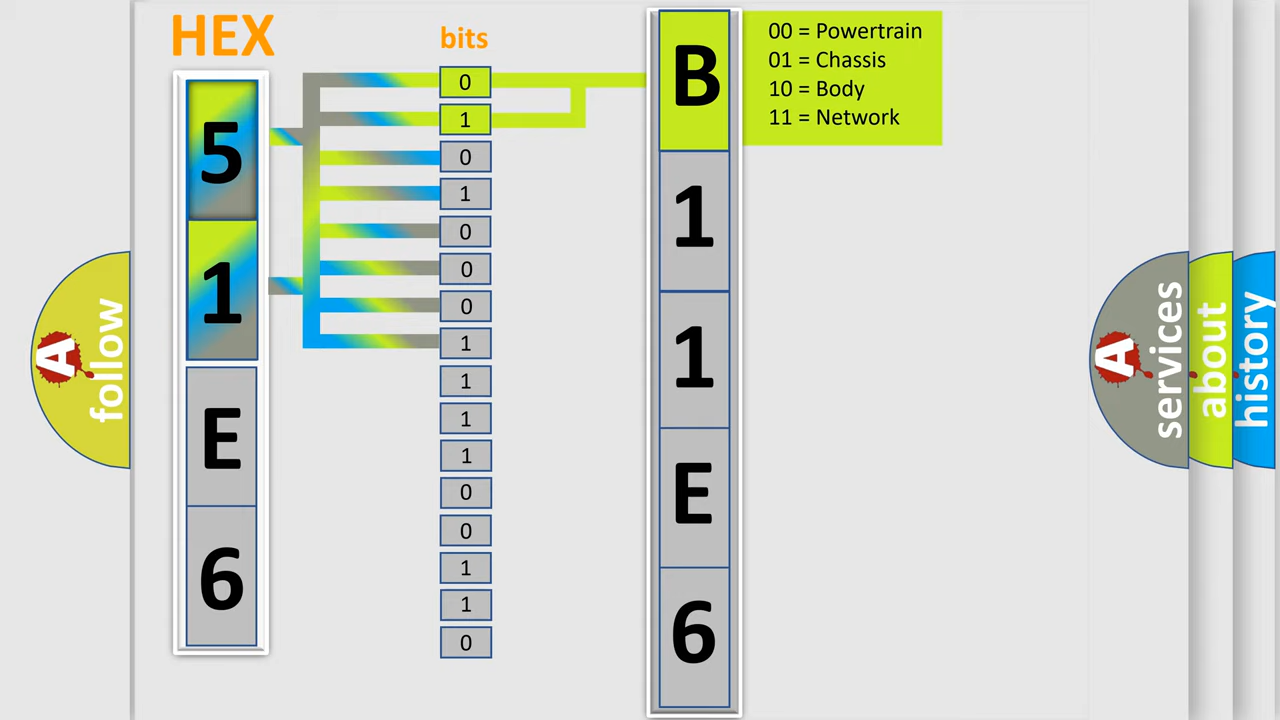 HEX
bits
5
1
E
6
0
1
0
1
0
0
0
1
1
1
1
0
0
1
1
0
B
1
1
E
6
00 = Powertrain
01 = Chassis
10 = Body
11 = Network
A
follow
A
services
about
history